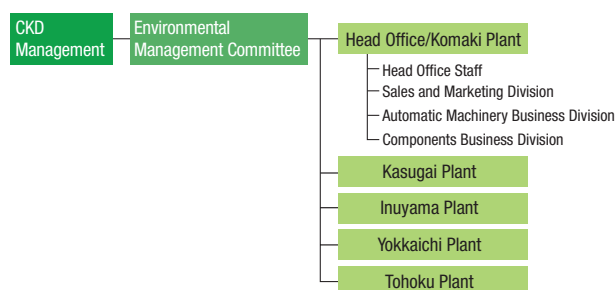 CKD
Management
Environmental
Management Committee
Head Office/Komaki Plant
Head Office Staff
Sales and Marketing Division
Automatic Machinery Business Division
Components Business Division
Kasugai Plant
Inuyama Plant
Yokkaichi Plant
Tohoku Plant